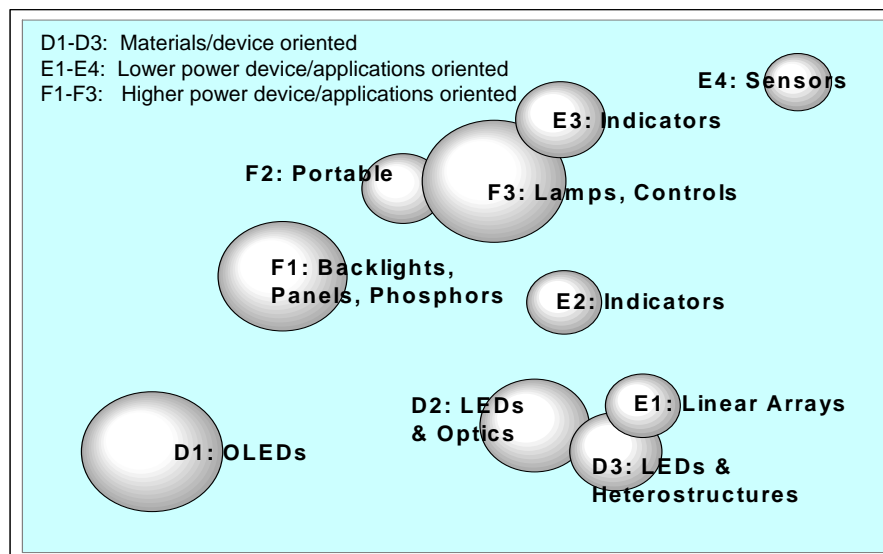 D1-D3: Materials/device oriented
E1-E4: Lower power device/applications oriented
F1-F3: Higher power device/applications oriented
E4: Sensors
E3: Indicators
F2: Portable
F3: Lamps, Controls
F1: Backlights,
Panels, Phosphors
E2: Indicators
D2: LEDs
& Optics
E1: Linear Arrays
D1: OLEDs
D3: LEDs &
Heterostructures